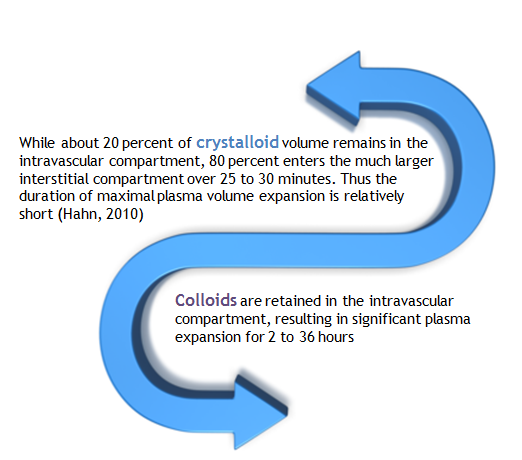 While about 20 percent of crystalloid volume remains in the
intravascular compartment, 80 percent enters the much larger
interstitial compartment over 25 to 30 minutes. Thus the
duration of maximal plasma volume expansion is relatively
short (Hahn, 2010)
Colloids are retained in the intravascular
compartment, resulting in significant plasma
expansion for 2 to 36 hours